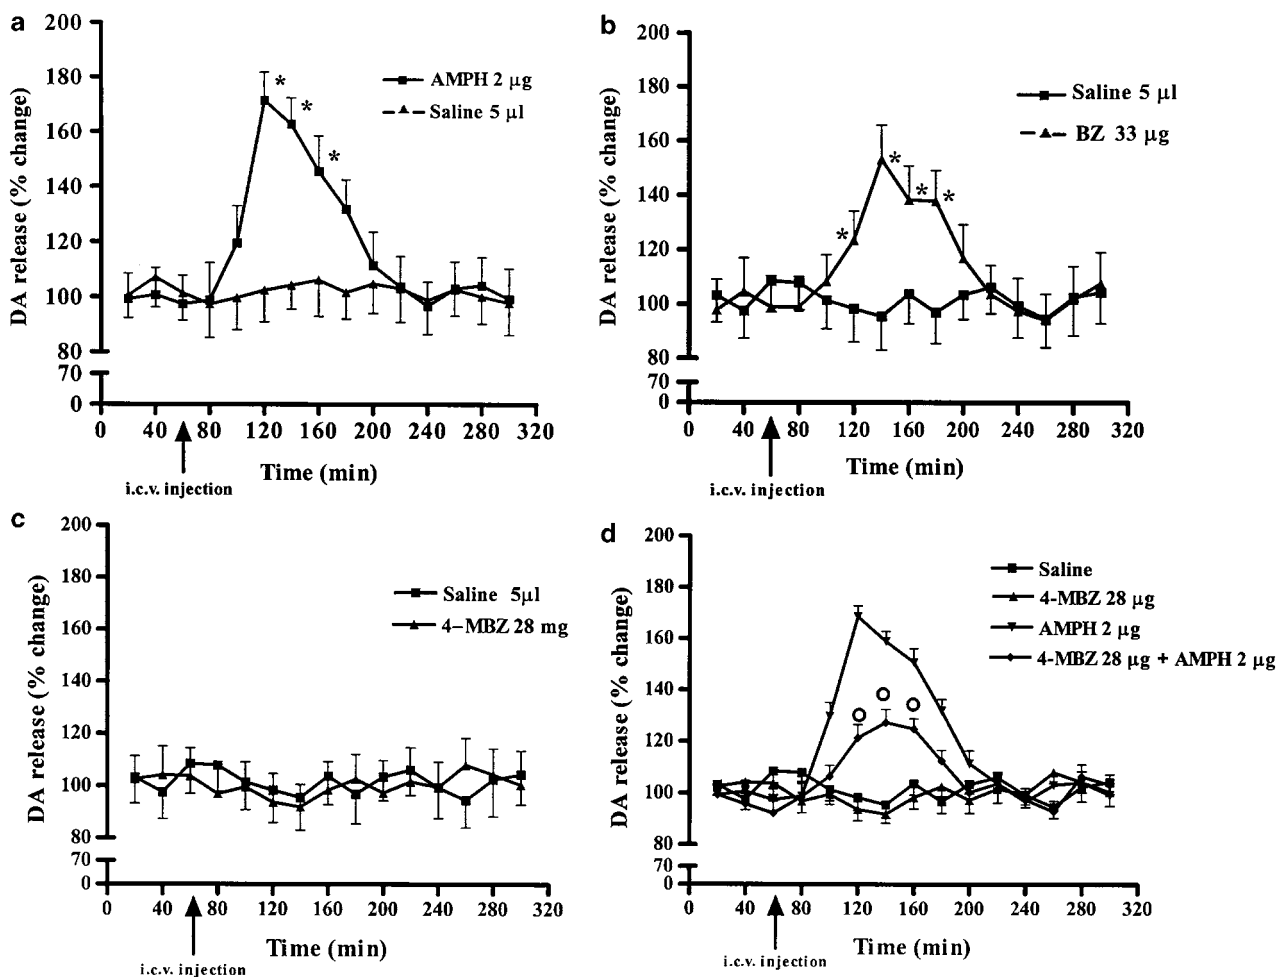 a
200
180
160
140
120
100
80
70
0
DA release (% change)
AMPH 2 µg
Saline 5 µl
* * *
0 40 80 120 160 200 240 280 320
Time (min)
i.c.v. injection
b
200
180
160
140
120
100
80
70
0
DA release (% change)
Saline 5 µl
BZ 33 µg
* * * *
0 40 80 120 160 200 240 280 320
Time (min)
i.c.v. injection
c
200
180
160
140
120
100
80
70
0
DA release (% change)
Saline 5µl
4–MBZ 28 mg
0 40 80 120 160 200 240 280 320
Time (min)
i.c.v. injection
d
200
180
160
140
120
100
80
70
0
DA release (% change)
Saline
4-MBZ 28 µg
AMPH 2 µg
4-MBZ 28 µg + AMPH 2 µg
0 40 80 120 160 200 240 280 320
Time (min)
i.c.v. injection